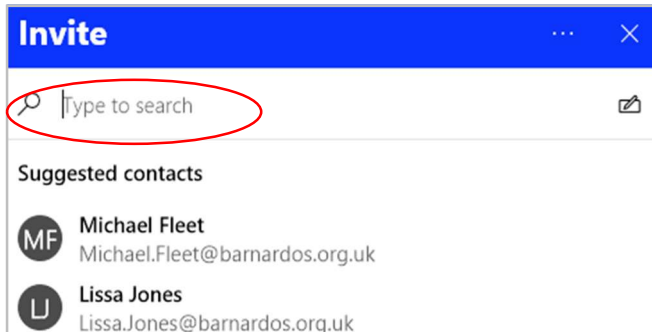 Invite
Type to search
Suggested contacts
MF
Michael Fleet
Michael.Fleet@barnardos.org.uk
LJ
Lissa Jones
Lissa.Jones@barnardos.org.uk